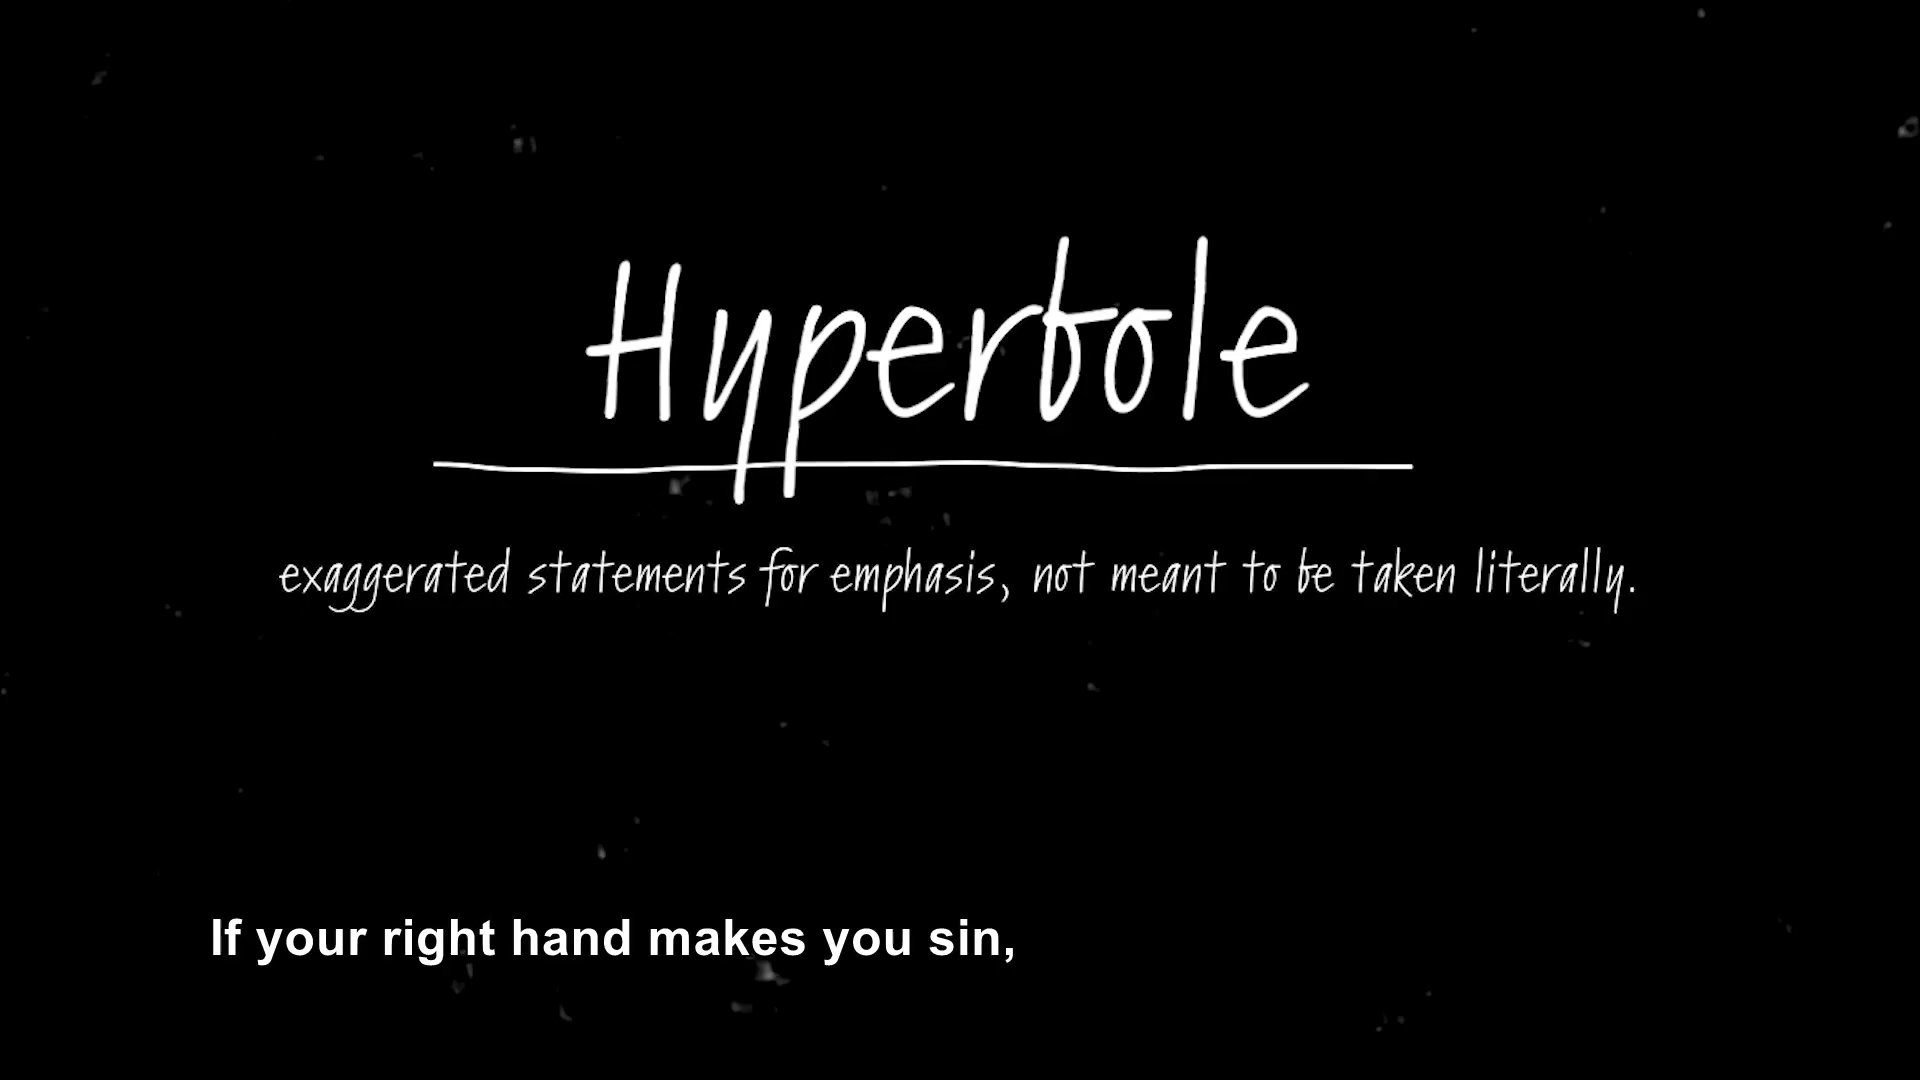 Hyperbole
exaggerated statements for emphasis, not meant to be taken literally.
If your right hand makes you sin,